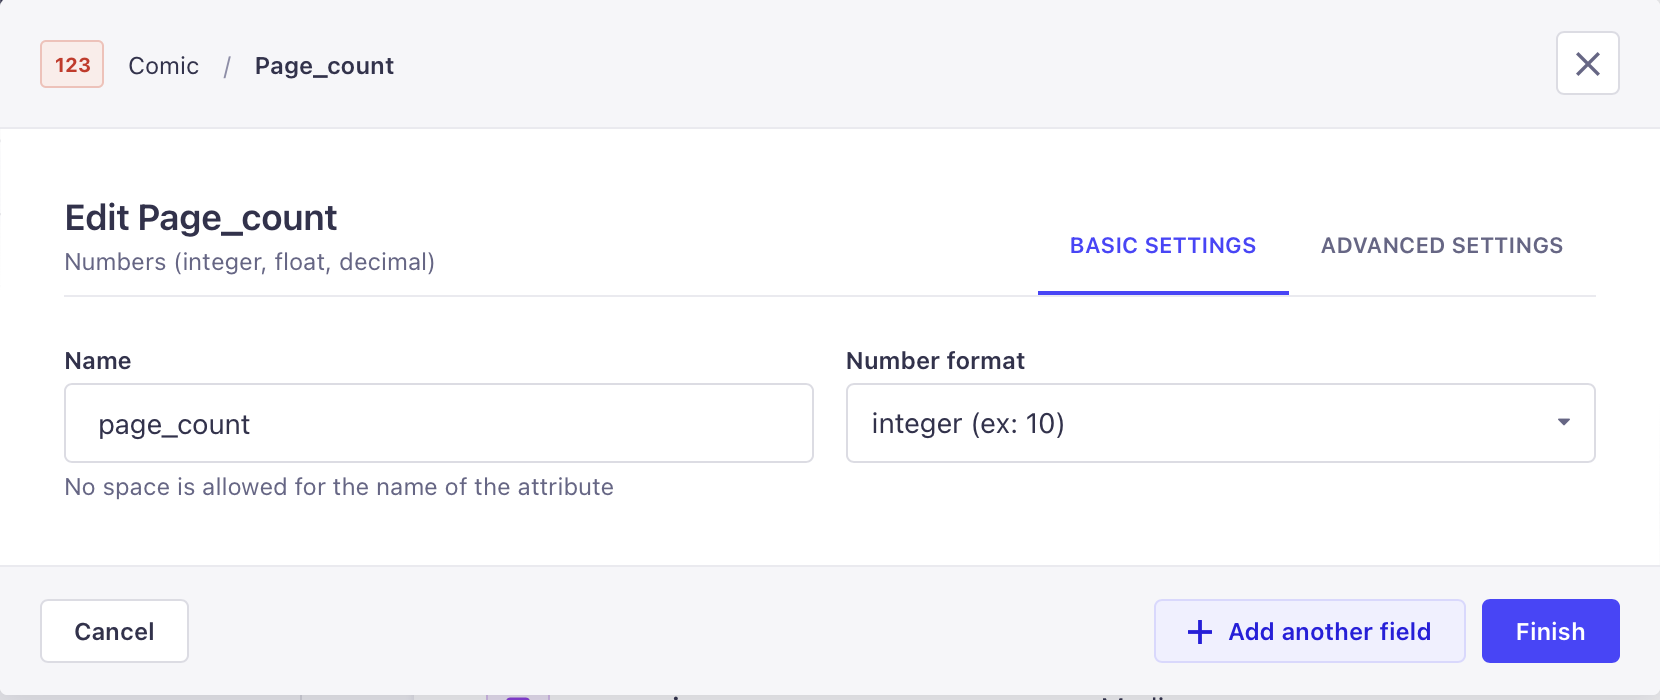 123 Comic / Page_count
Edit Page_count
Numbers (integer, float, decimal)
BASIC SETTINGS ADVANCED SETTINGS
Name
page_count
No space is allowed for the name of the attribute
Number format
integer (ex: 10)
Cancel
Add another field
Finish